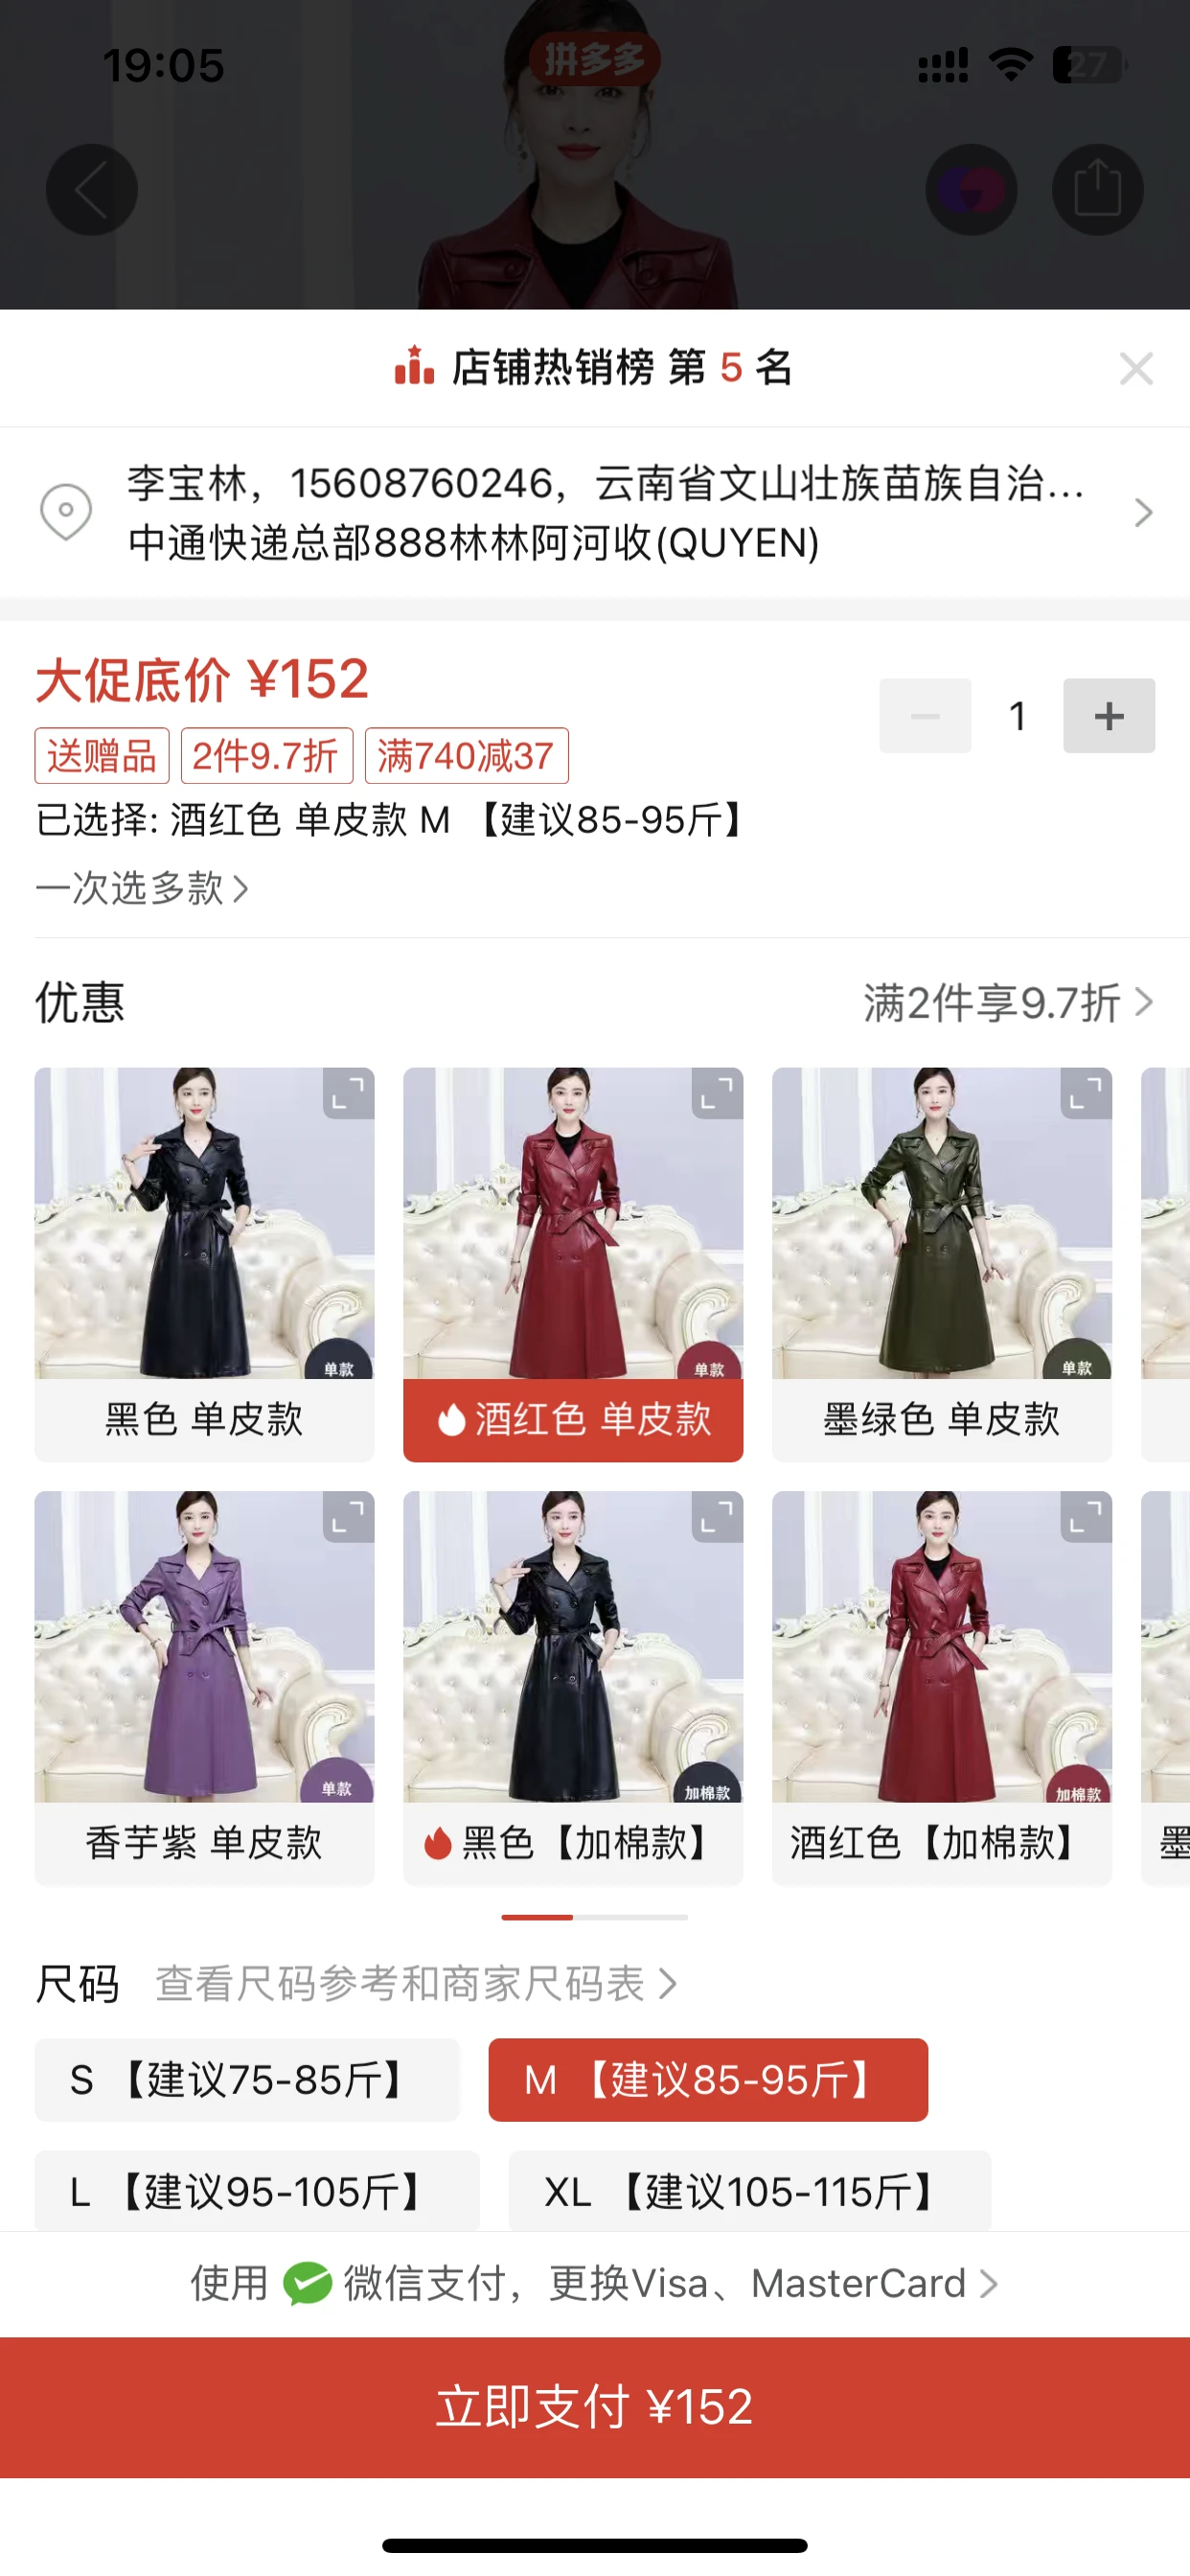 19:05
拼多多
27
店铺热销榜 第 5 名
李宝林，15608760246，云南省文山壮族苗族自治...
中通快递总部888林林阿河收(QUYEN)
大促底价 ¥152
1
送赠品 2件9.7折 满740减37
已选择: 酒红色 单皮款 M 【建议85-95斤】
一次选多款
优惠
满2件享9.7折
单款 单款 单款
黑色 单皮款 酒红色 单皮款 墨绿色 单皮款
单款 加棉款 加棉款
香芋紫 单皮款 黑色【加棉款】 酒红色【加棉款】 墨
尺码 查看尺码参考和商家尺码表
S 【建议75-85斤】 M 【建议85-95斤】
L 【建议95-105斤】 XL 【建议105-115斤】
使用 微信支付，更换Visa、MasterCard
立即支付 ¥152